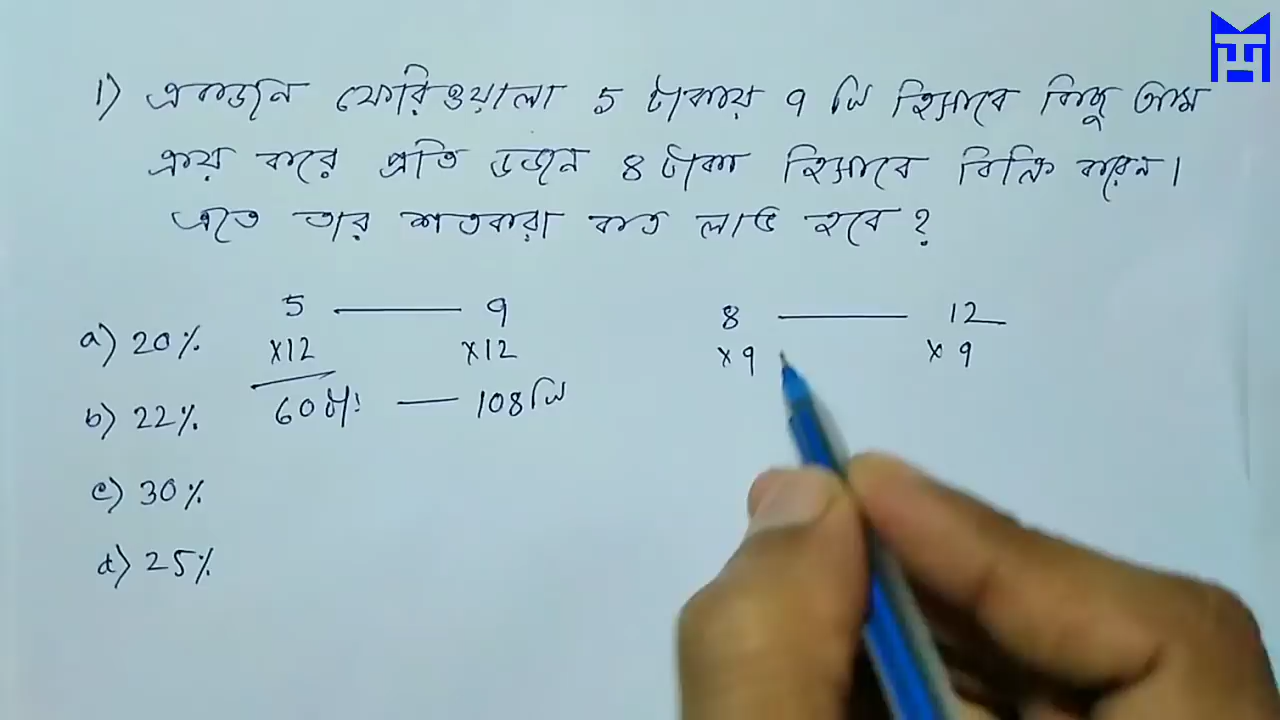 1) একজন ফেরিওয়ালা 5 টাকায় 9 টি হিসাবে কিছু আম
ক্রয় করে প্রতি ডজন 8 টাকা হিসাবে বিক্রি করেন।
এতে তার শতকরা কত লাভ হবে ?
5 —— 9
8 —— 12
a) 20%
×12 ×12
×9 ×9
60 টাঃ — 108 টি
b) 22%
c) 30%
d) 25%